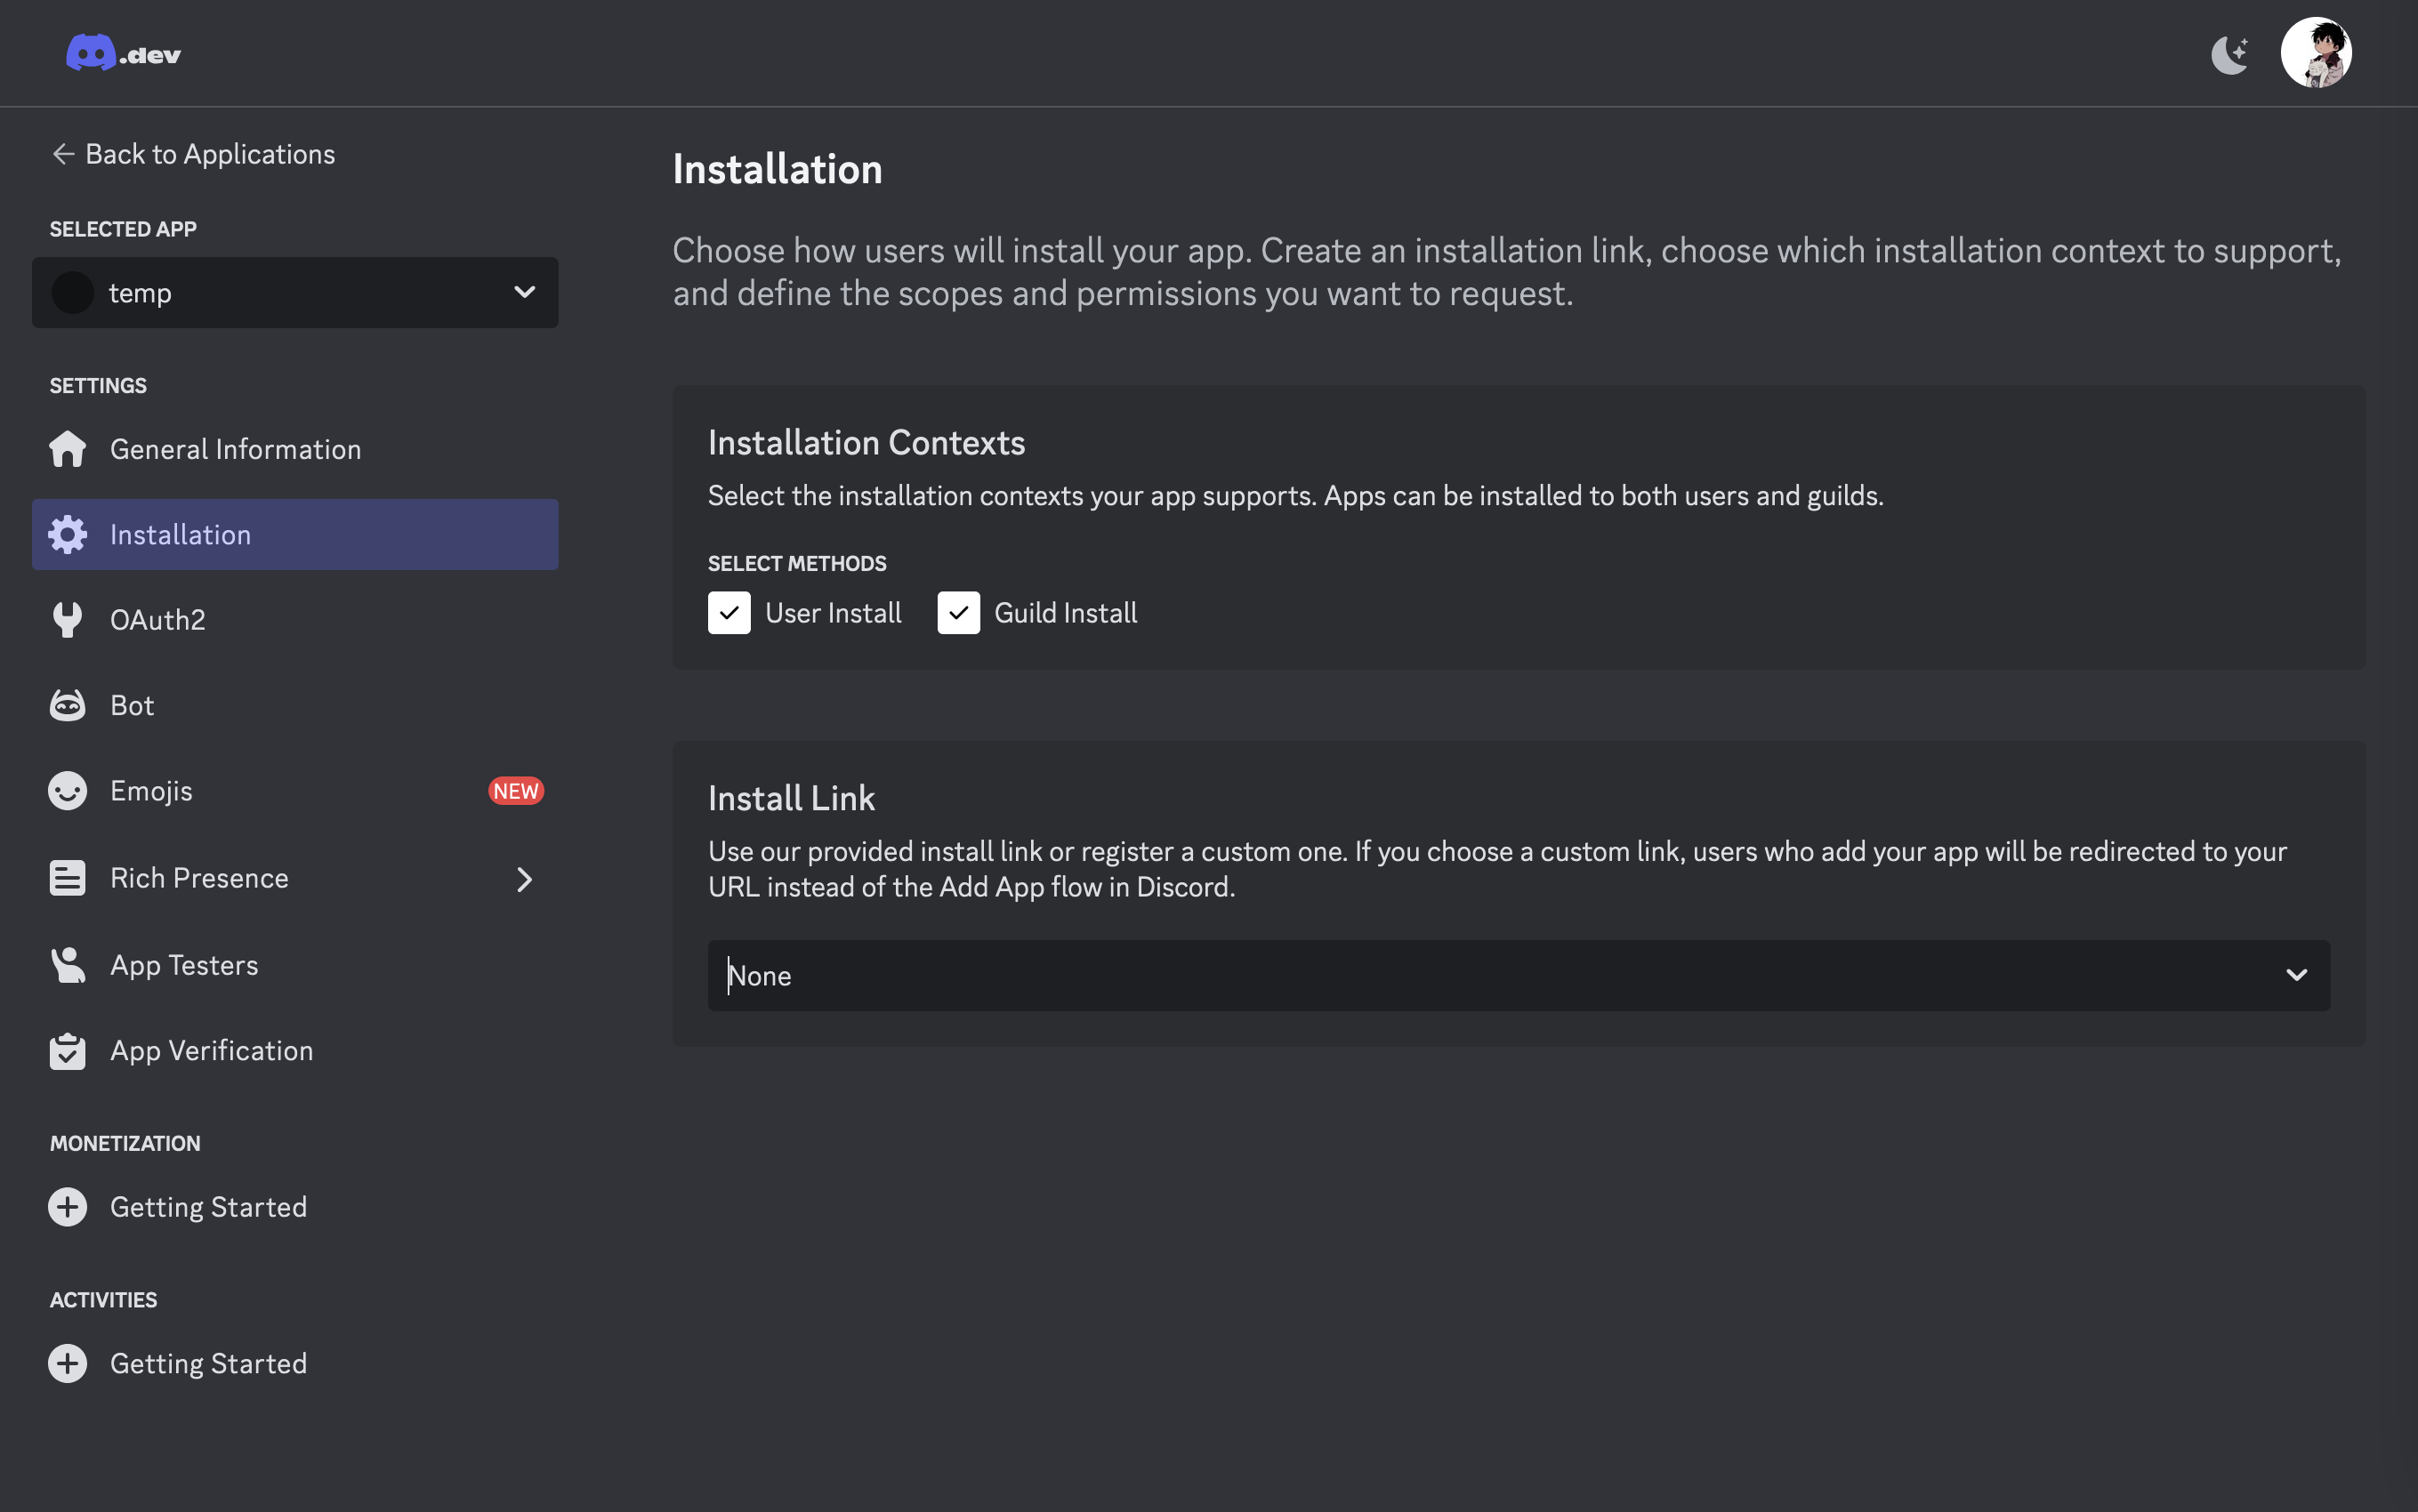 .dev
Back to Applications
SELECTED APP
temp
SETTINGS
General Information
Installation
OAuth2
Bot
Emojis
NEW
Rich Presence
App Testers
App Verification
MONETIZATION
Getting Started
ACTIVITIES
Getting Started
Installation
Choose how users will install your app. Create an installation link, choose which installation context to support,
and define the scopes and permissions you want to request.
Installation Contexts
Select the installation contexts your app supports. Apps can be installed to both users and guilds.
SELECT METHODS
User Install
Guild Install
Install Link
Use our provided install link or register a custom one. If you choose a custom link, users who add your app will be redirected to your
URL instead of the Add App flow in Discord.
None